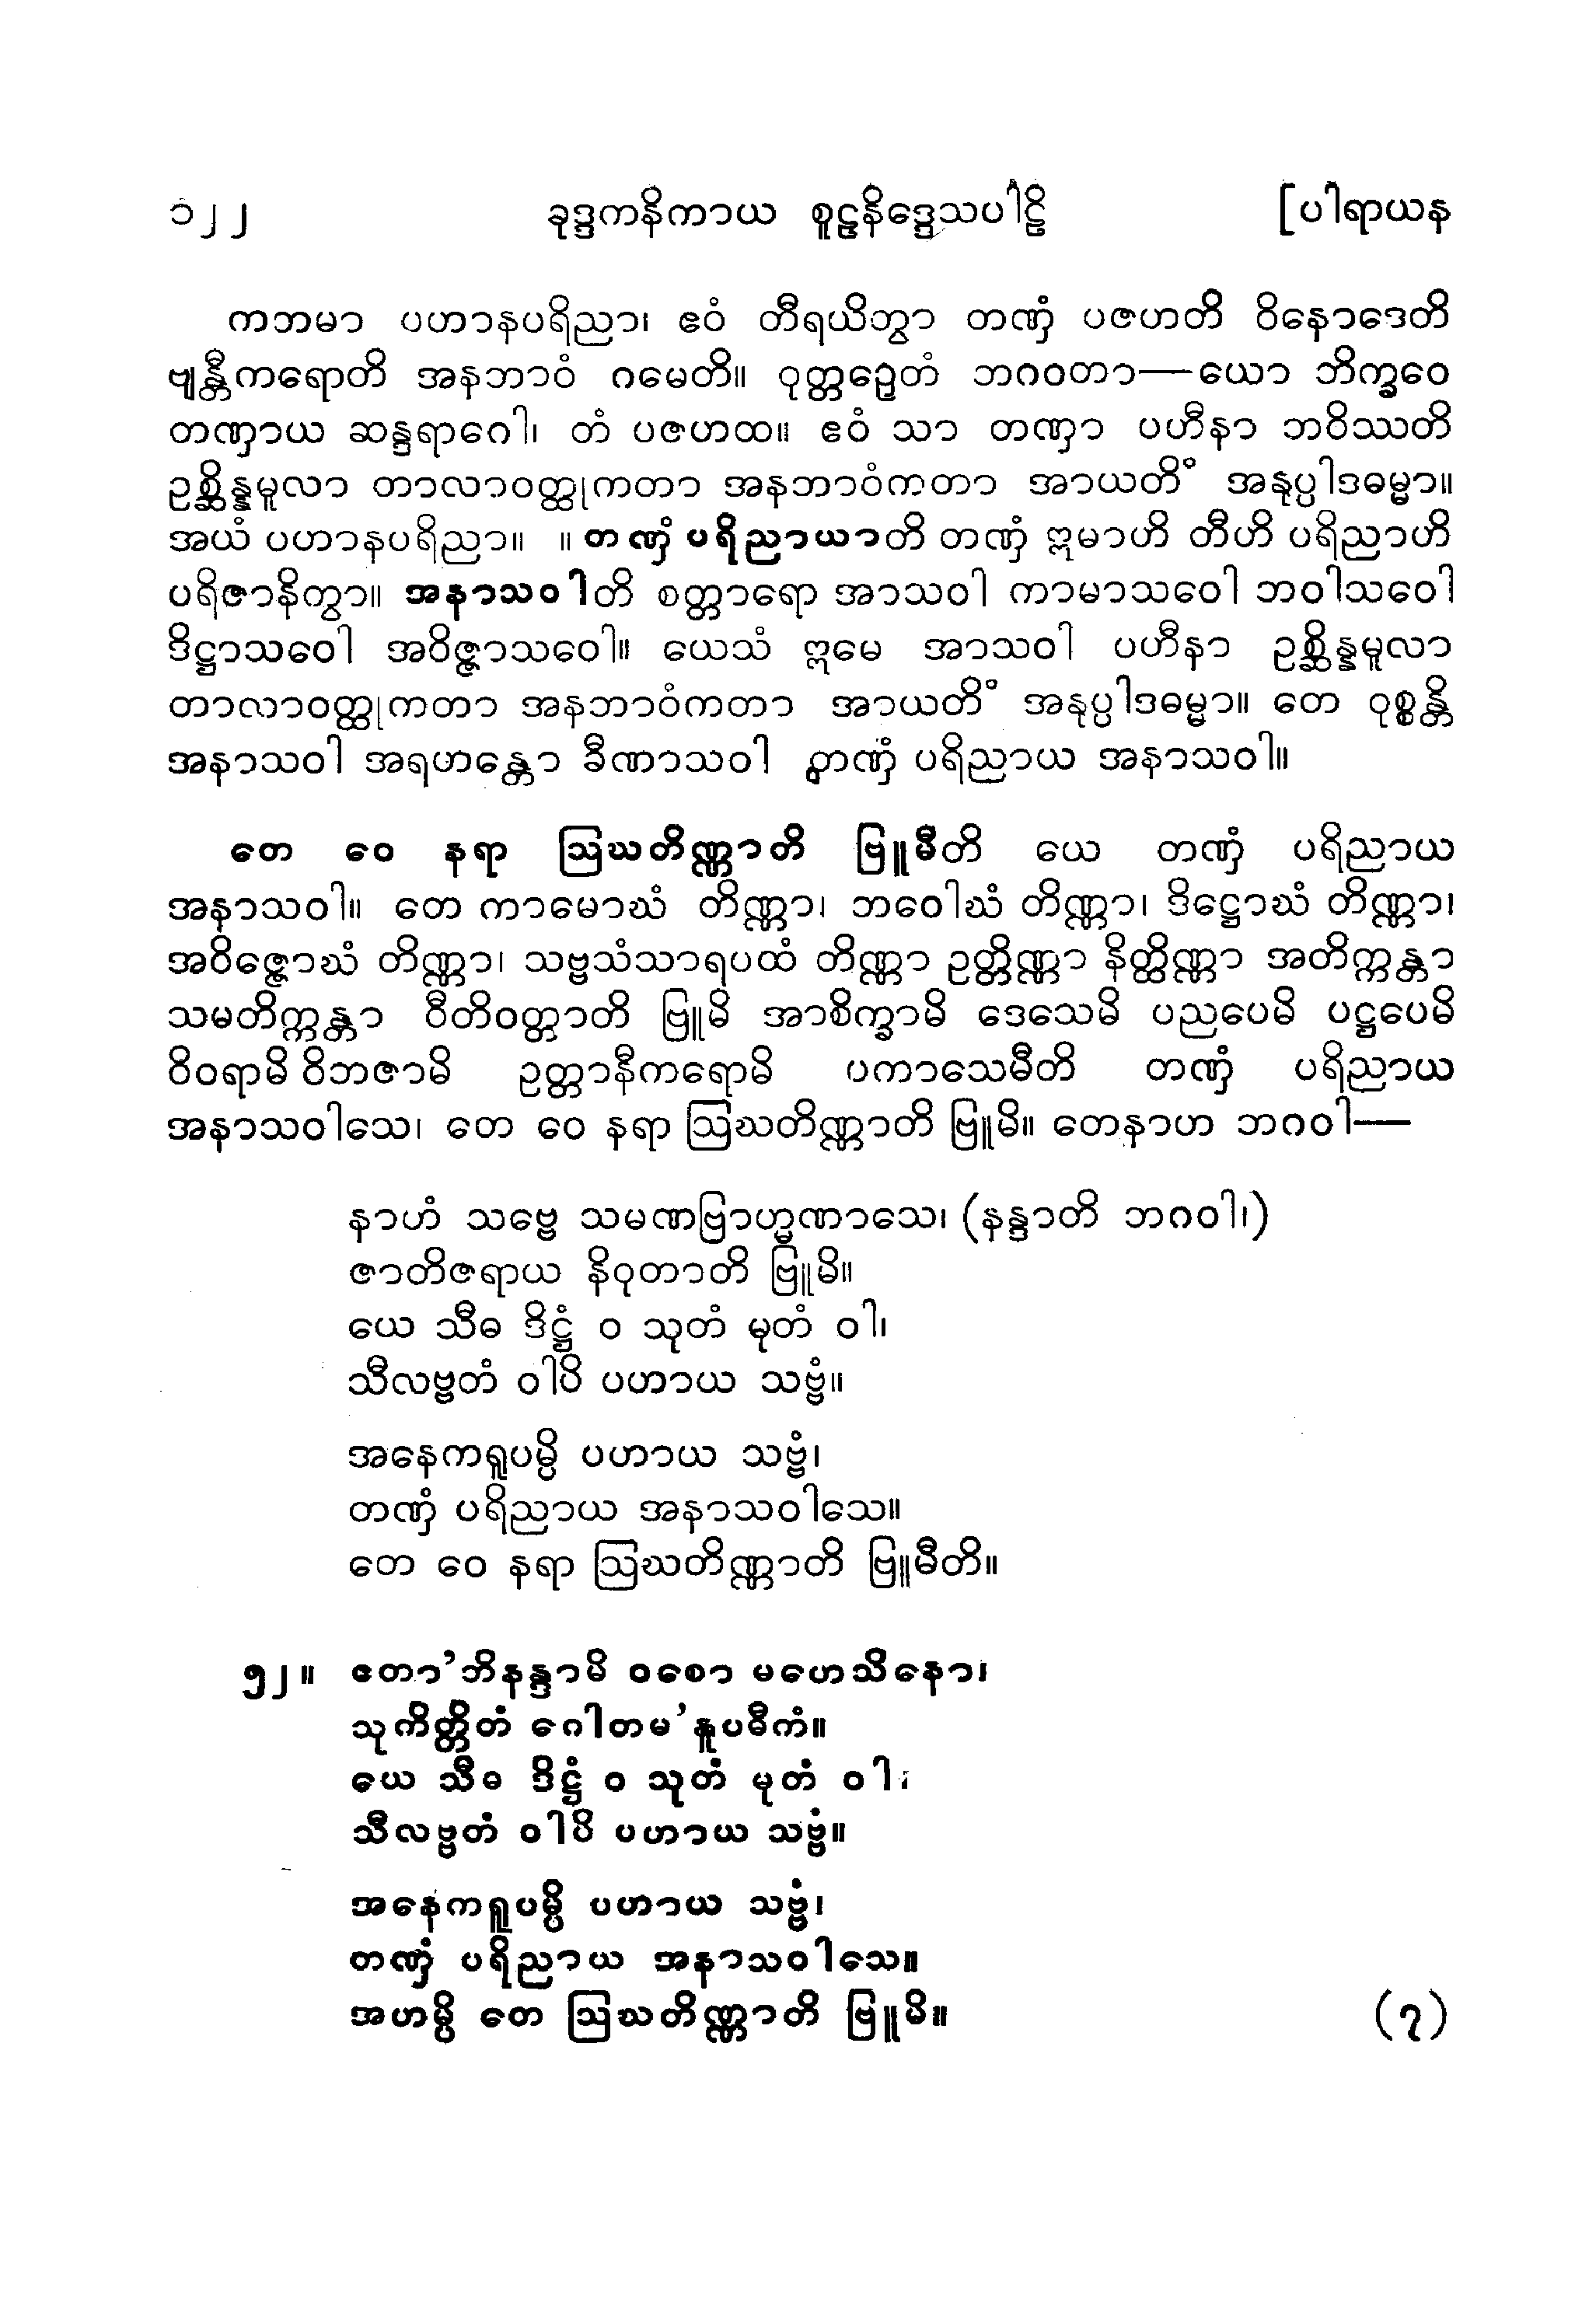 ၁၂၂ ခုဒ္ဒကနိကာယ စူဠနိဒ္ဒေသပါဠိ [ပါရာယန
ကဘမာ ပဟာနပရိညာ၊ ဧဝံ တီရယိဘွာ တဏှံ ပဇဟတိ ဝိနောဒေတိ
ဗျန္တီကရောတိ အနဘာဝံ ဂမေတိ။ ဝုတ္တဉှေတံ ဘဂဝတာ—ယော ဘိက္ခဝေ
တဏှာယ ဆန္ဒရာဂေါ၊ တံ ပဇဟထ။ ဧဝံ သာ တဏှာ ပဟီနာ ဘဝိဿတိ
ဥစ္ဆိန္နမူလာ တာလာဝတ္ထုကတာ အနဘာဝံကတာ အာယတိံ အနုပ္ပါဒဓမ္မာ။
အယံ ပဟာနပရိညာ။ ။ တဏှံ ပရိညာယာတိ တဏှံ ဣမာဟိ တီဟိ ပရိညာဟိ
ပရိဇာနိတွာ။ အနာသဝါတိ စတ္တာရော အာသဝါ ကာမာသဝေါ ဘဝါသဝေါ
ဒိဋ္ဌာသဝေါ အဝိဇ္ဇာသဝေါ။ ယေသံ ဣမေ အာသဝါ ပဟီနာ ဥစ္ဆိန္နမူလာ
တာလာဝတ္ထုကတာ အနဘာဝံကတာ အာယတိံ အနုပ္ပါဒဓမ္မာ။ တေ ဝုစ္စန္တိ
အနာသဝါ အရဟန္တော ခီဏာသဝါ ဏှံ ပရိညာယ အနာသဝါ။
တေ ဝေ နရာ ဩဃတိဏ္ဏာတိ ဗြူမီတိ ယေ တဏှံ ပရိညာယ
အနာသဝါ။ တေ ကာမောဃံ တိဏ္ဏာ၊ ဘဝေါဃံ တိဏ္ဏာ၊ ဒိဋ္ဌောဃံ တိဏ္ဏာ၊
အဝိဇ္ဇောဃံ တိဏ္ဏာ၊ သဗ္ဗသံသာရပထံ တိဏ္ဏာ ဥတ္တိဏ္ဏာ နိတ္ထိဏ္ဏာ အတိက္ကန္တာ
သမတိက္ကန္တာ ဝီတိဝတ္တာတိ ဗြူမိ အာစိက္ခာမိ ဒေသေမိ ပညပေမိ ပဋ္ဌပေမိ
ဝိဝရာမိ ဝိဘဇာမိ ဥတ္တာနီကရောမိ ပကာသေမီတိ တဏှံ ပရိညာယ
အနာသဝါသေ၊ တေ ဝေ နရာ ဩဃတိဏ္ဏာတိ ဗြူမိ။ တေနာဟ ဘဂဝါ—
နာဟံ သဗ္ဗေ သမဏဗြာဟ္မဏာသေ၊ (နန္ဒာတိ ဘဂဝါ၊)
ဇာတိဇရာယ နိဝုတာတိ ဗြူမိ။
ယေ သီဓ ဒိဋ္ဌံ ဝ သုတံ မုတံ ဝါ၊
သီလဗ္ဗတံ ဝါပိ ပဟာယ သဗ္ဗံ။
အနေကရူပမ္ပိ ပဟာယ သဗ္ဗံ၊
တဏှံ ပရိညာယ အနာသဝါသေ။
တေ ဝေ နရာ ဩဃတိဏ္ဏာတိ ဗြူမီတိ။
၅၂။ ဧတာ’ဘိနန္ဒာမိ ဝစော မဟေသိနော၊
သုကိတ္တိတံ ဂေါတမ’နူပဓီကံ။
ယေ သီဓ ဒိဋ္ဌံ ဝ သုတံ မုတံ ဝါ၊
သီလဗ္ဗတံ ဝါပိ ပဟာယ သဗ္ဗံ။
အနေကရူပမ္ပိ ပဟာယ သဗ္ဗံ၊
တဏှံ ပရိညာယ အနာသဝါသေ။
အဟမ္ပိ တေ ဩဃတိဏ္ဏာတိ ဗြူမိ။ (၇)